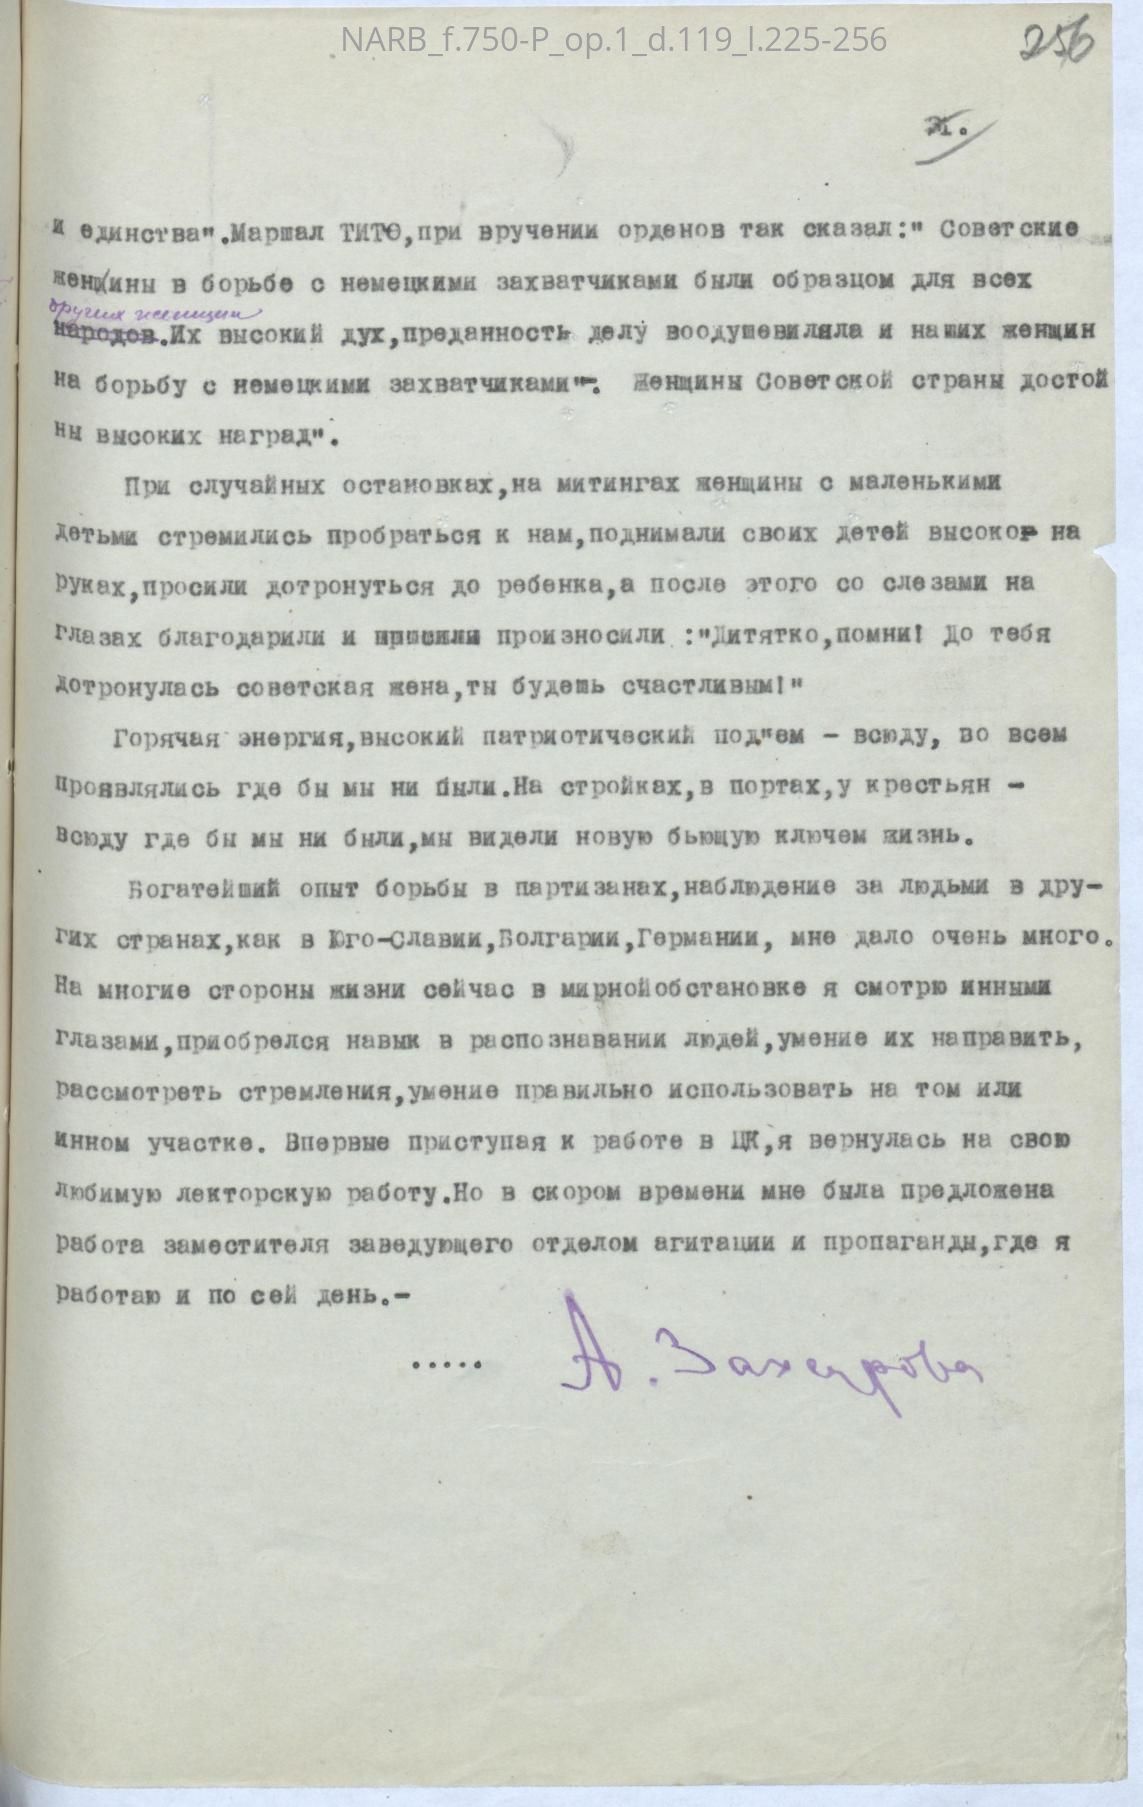 NARB_f.750-P_op.1_d.119_l.225-256
256
и единства".Маршал ТИТО,при вручении орденов так сказал:" Советские
женщины в борьбе с немецкими захватчиками были образцом для всех
других женщин
народов.Их высокий дух,преданность делу воодушевиляла и наших женщин
на борьбу с немецкими захватчиками"-. Женщины Советской страны достой
ны высоких наград".
При случайных остановках,на митингах женщины с маленькими
детьми стремились пробраться к нам,поднимали своих детей высоко на
руках,просили дотронуться до ребенка,а после этого со слезами на
глазах благодарили и просили произносили :"Дитятко,помни! До тебя
дотронулась советская жена,ты будешь счастливым!"
Горячая энергия,высокий патриотический под"ем - всюду, во всем
проявлялись где бы мы ни были.На стройках,в портах,у крестьян -
всюду где бы мы ни были,мы видели новую бьющую ключем жизнь.
Богатейший опыт борьбы в партизанах,наблюдение за людьми в дру-
гих странах,как в Юго-Славии,Болгарии,Германии, мне дало очень много.
На многие стороны жизни сейчас в мирнойобстановке я смотрю инными
глазами,приобрелся навык в распознавании людей,умение их направить,
рассмотреть стремления,умение правильно использовать на том или
инном участке. Впервые приступая к работе в ЦК,я вернулась на свою
любимую лекторскую работу.Но в скором времени мне была предложена
работа заместителя заведующего отделом агитации и пропаганды,где я
работаю и по сей день.-
..... А. Захарова